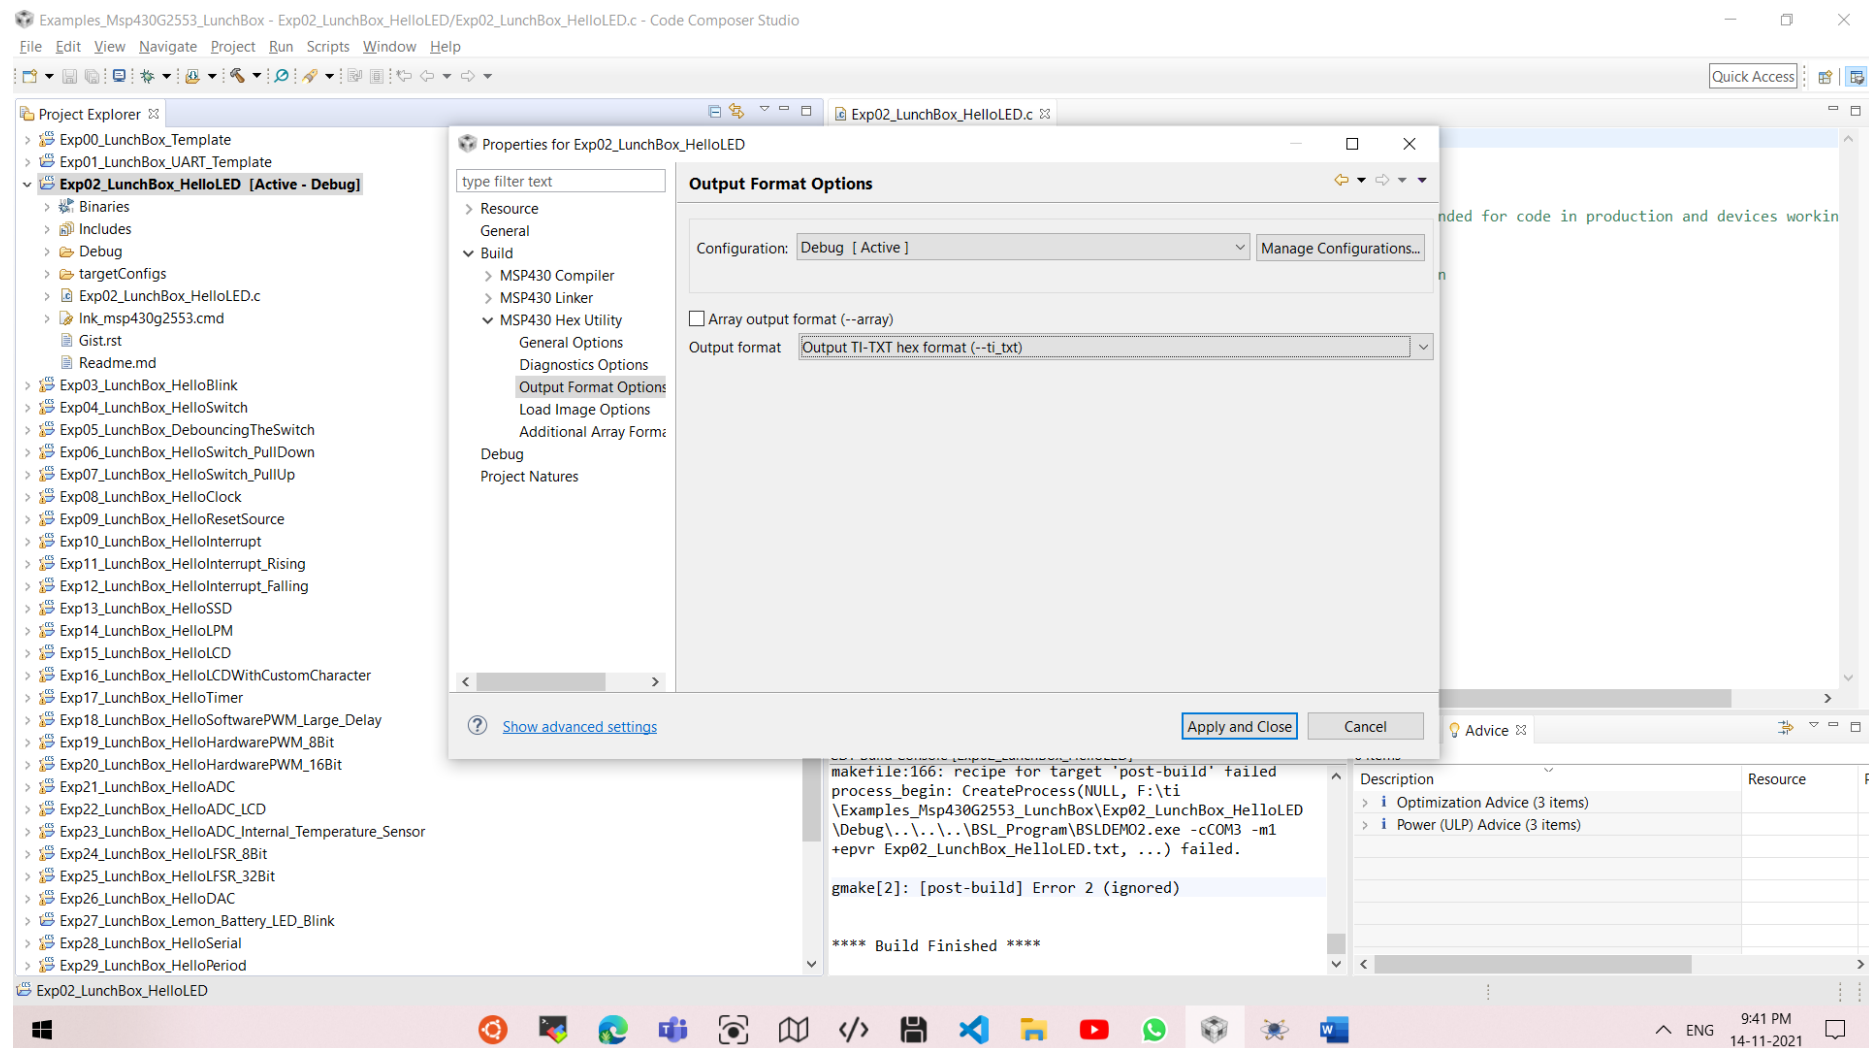 Examples_Msp430G2553_LunchBox - Exp02_LunchBox_HelloLED/Exp02_LunchBox_HelloLED.c - Code Composer Studio
File Edit View Navigate Project Run Scripts Window Help
Quick Access
Project Explorer
Exp00_LunchBox_Template
Exp01_LunchBox_UART_Template
Exp02_LunchBox_HelloLED [Active - Debug]
Binaries
Includes
Debug
targetConfigs
Exp02_LunchBox_HelloLED.c
lnk_msp430g2553.cmd
Gist.rst
Readme.md
Exp03_LunchBox_HelloBlink
Exp04_LunchBox_HelloSwitch
Exp05_LunchBox_DebouncingTheSwitch
Exp06_LunchBox_HelloSwitch_PullDown
Exp07_LunchBox_HelloSwitch_PullUp
Exp08_LunchBox_HelloClock
Exp09_LunchBox_HelloResetSource
Exp10_LunchBox_HelloInterrupt
Exp11_LunchBox_HelloInterrupt_Rising
Exp12_LunchBox_HelloInterrupt_Falling
Exp13_LunchBox_HelloSSD
Exp14_LunchBox_HelloLPM
Exp15_LunchBox_HelloLCD
Exp16_LunchBox_HelloLCDWithCustomCharacter
Exp17_LunchBox_HelloTimer
Exp18_LunchBox_HelloSoftwarePWM_Large_Delay
Exp19_LunchBox_HelloHardwarePWM_8Bit
Exp20_LunchBox_HelloHardwarePWM_16Bit
Exp21_LunchBox_HelloADC
Exp22_LunchBox_HelloADC_LCD
Exp23_LunchBox_HelloADC_Internal_Temperature_Sensor
Exp24_LunchBox_HelloLFSR_8Bit
Exp25_LunchBox_HelloLFSR_32Bit
Exp26_LunchBox_HelloDAC
Exp27_LunchBox_Lemon_Battery_LED_Blink
Exp28_LunchBox_HelloSerial
Exp29_LunchBox_HelloPeriod
Exp02_LunchBox_HelloLED.c
nded for code in production and devices workin
n
Properties for Exp02_LunchBox_HelloLED
type filter text
Resource
General
Build
MSP430 Compiler
MSP430 Linker
MSP430 Hex Utility
General Options
Diagnostics Options
Output Format Options
Load Image Options
Additional Array Forma
Debug
Project Natures
Output Format Options
Configuration: Debug [ Active ] Manage Configurations...
Array output format (--array)
Output format Output TI-TXT hex format (--ti_txt)
Show advanced settings
Apply and Close Cancel
makefile:166: recipe for target 'post-build' failed
process_begin: CreateProcess(NULL, F:\ti
\Examples_Msp430G2553_LunchBox\Exp02_LunchBox_HelloLED
\Debug\..\..\..\BSL_Program\BSLDEMO2.exe -cCOM3 -m1
+epvr Exp02_LunchBox_HelloLED.txt, ...) failed.
gmake[2]: [post-build] Error 2 (ignored)
**** Build Finished ****
Advice
Description Resource
Optimization Advice (3 items)
Power (ULP) Advice (3 items)
Exp02_LunchBox_HelloLED
ENG
9:41 PM
14-11-2021